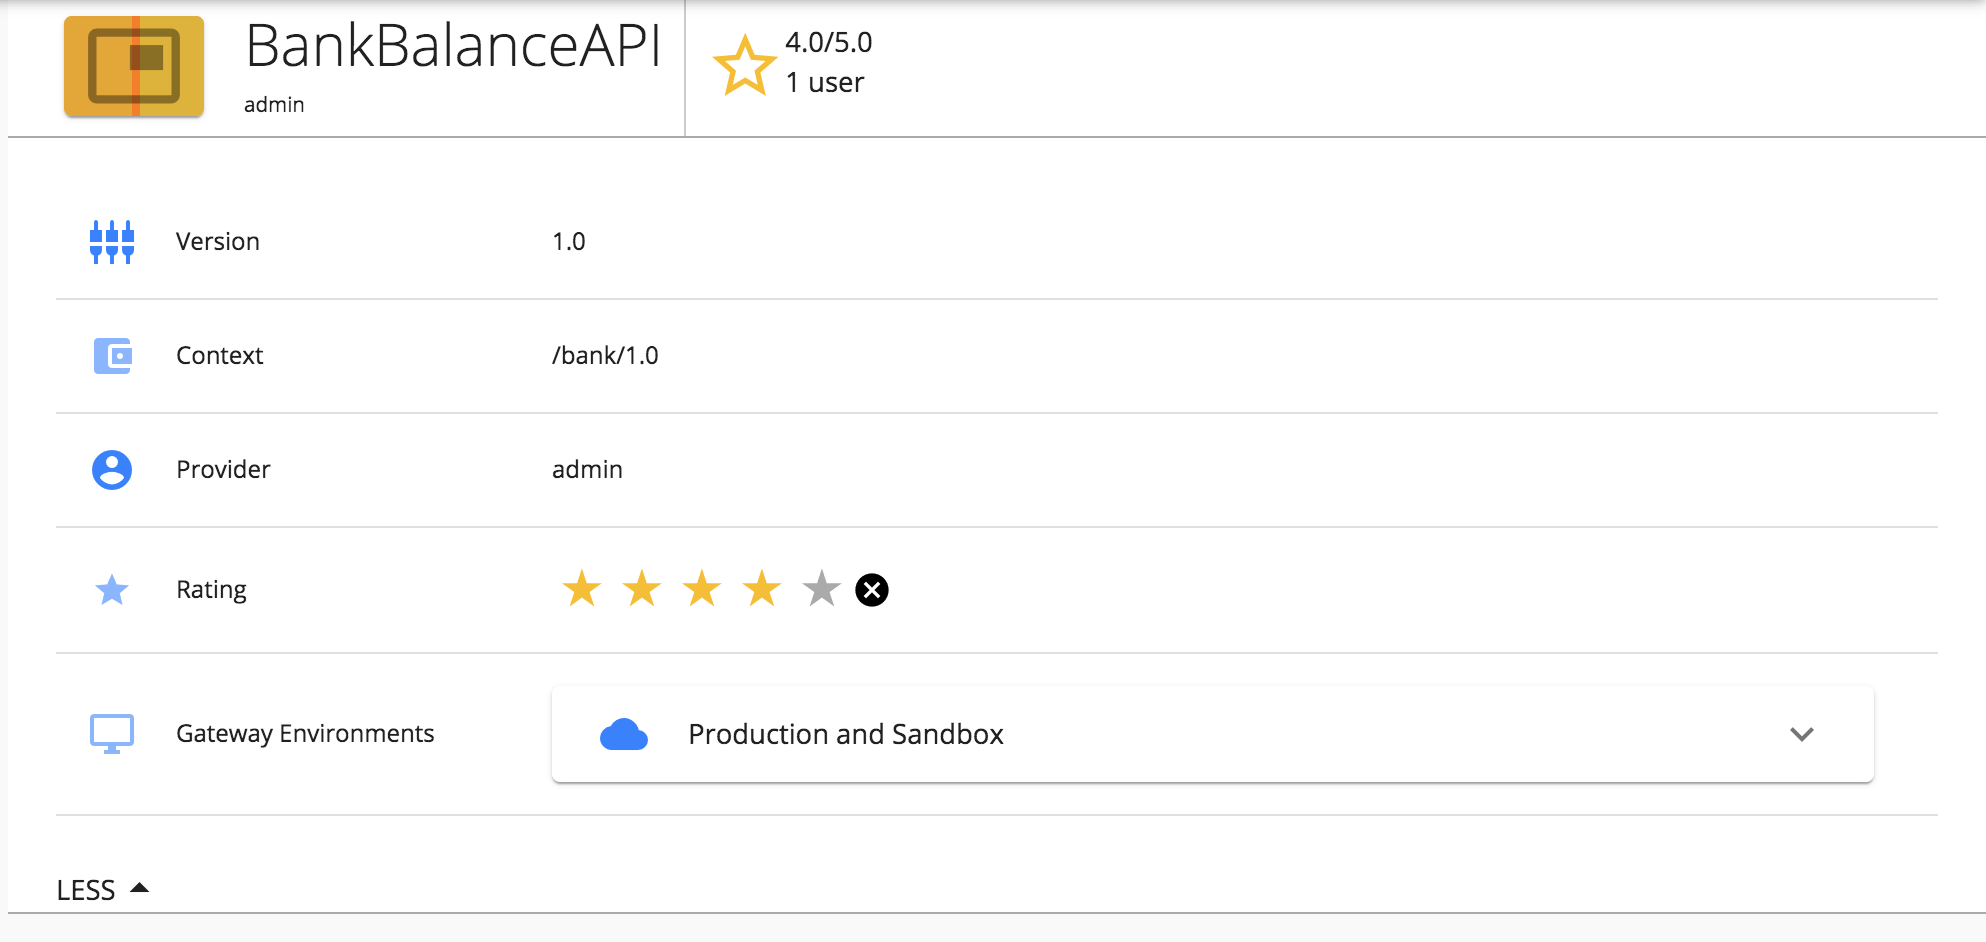 BankBalanceAPI
admin
4.0/5.0
1 user
Version 1.0
Context /bank/1.0
Provider admin
Rating
Gateway Environments Production and Sandbox
LESS